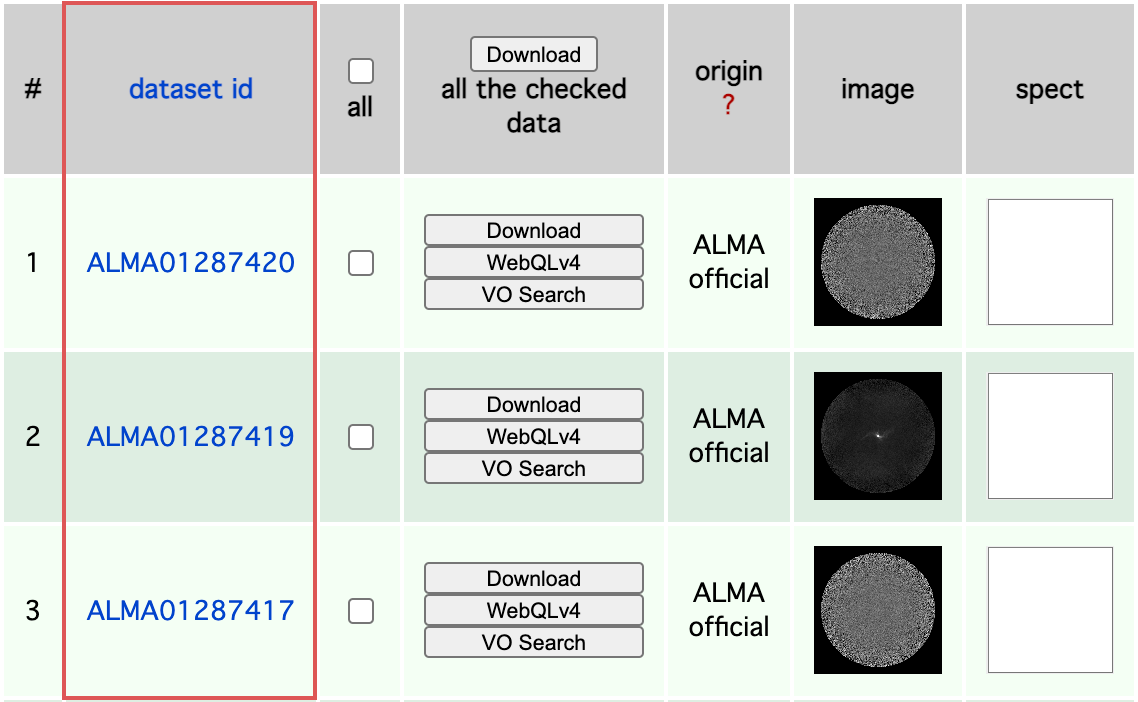 #
dataset id
all
Download
all the checked
data
origin
?
image
spect
1
ALMA01287420
Download
WebQLv4
VO Search
ALMA
official
2
ALMA01287419
Download
WebQLv4
VO Search
ALMA
official
3
ALMA01287417
Download
WebQLv4
VO Search
ALMA
official